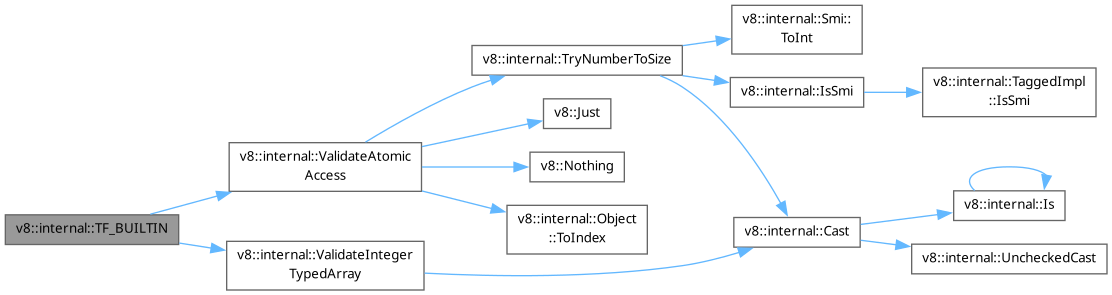 v8::internal::TF_BUILTIN
v8::internal::ValidateAtomic
Access
v8::internal::ValidateInteger
TypedArray
v8::internal::TryNumberToSize
v8::Just
v8::Nothing
v8::internal::Object
::ToIndex
v8::internal::Smi::
ToInt
v8::internal::IsSmi
v8::internal::Cast
v8::internal::TaggedImpl
::IsSmi
v8::internal::Is
v8::internal::UncheckedCast